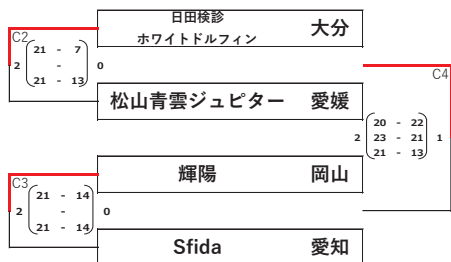 日田検診
ホワイトドルフィン 大分
C2
21 - 7
2 - 0
21 - 13
C4
松山青雲ジュピター 愛媛
20 - 22
2 23 - 21 1
21 - 13
輝陽 岡山
C3
21 - 14
2 - 0
21 - 14
Sfida 愛知